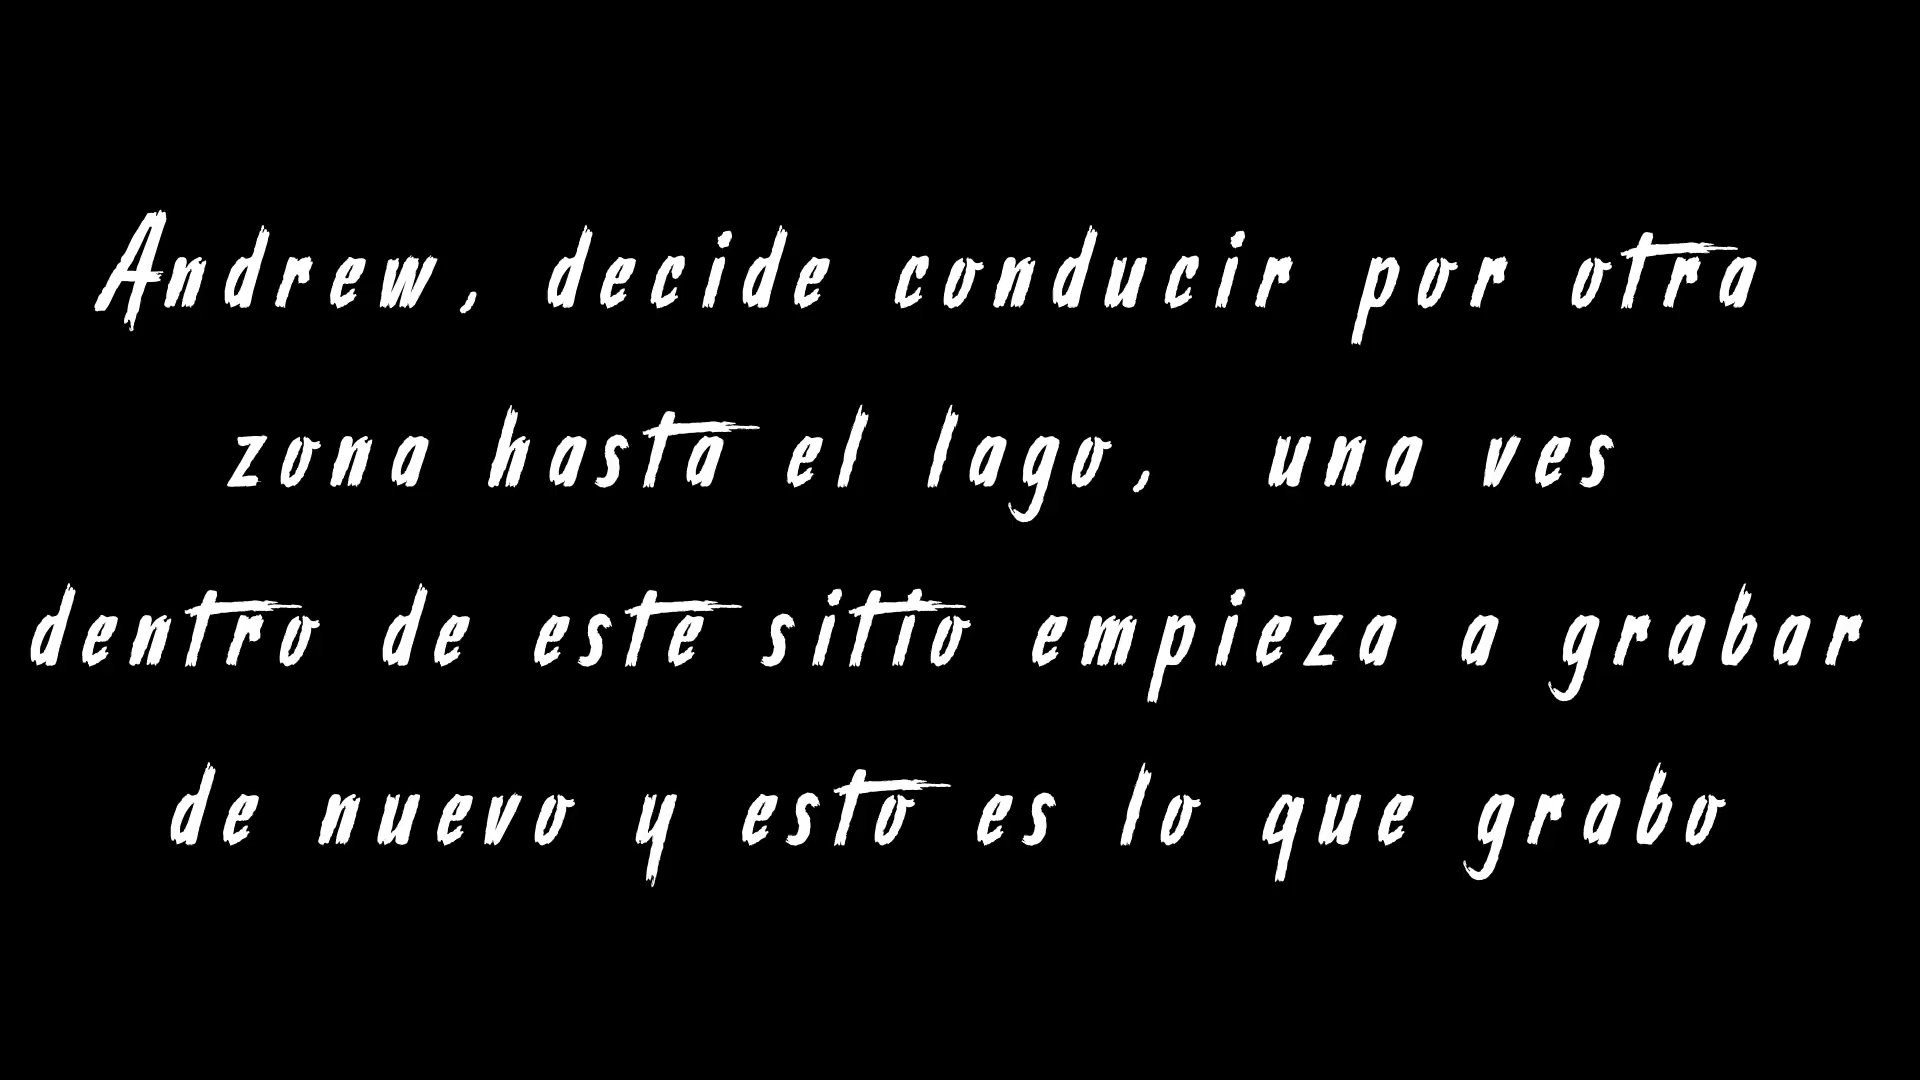 Andrew, decide conducir por otra
zona hasta el lago, una ves
dentro de este sitio empieza a grabar
de nuevo y esto es lo que grabo